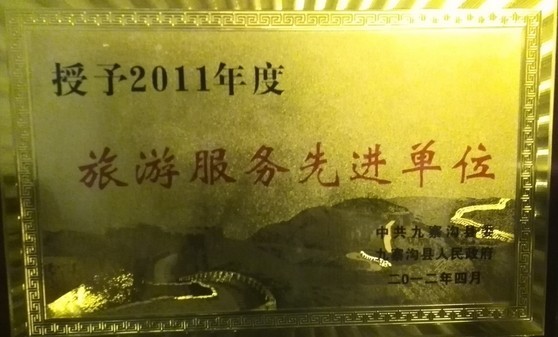 授予2011年度
旅游服务先进单位
中共九寨沟县委
九寨沟县人民政府
二〇一二年四月